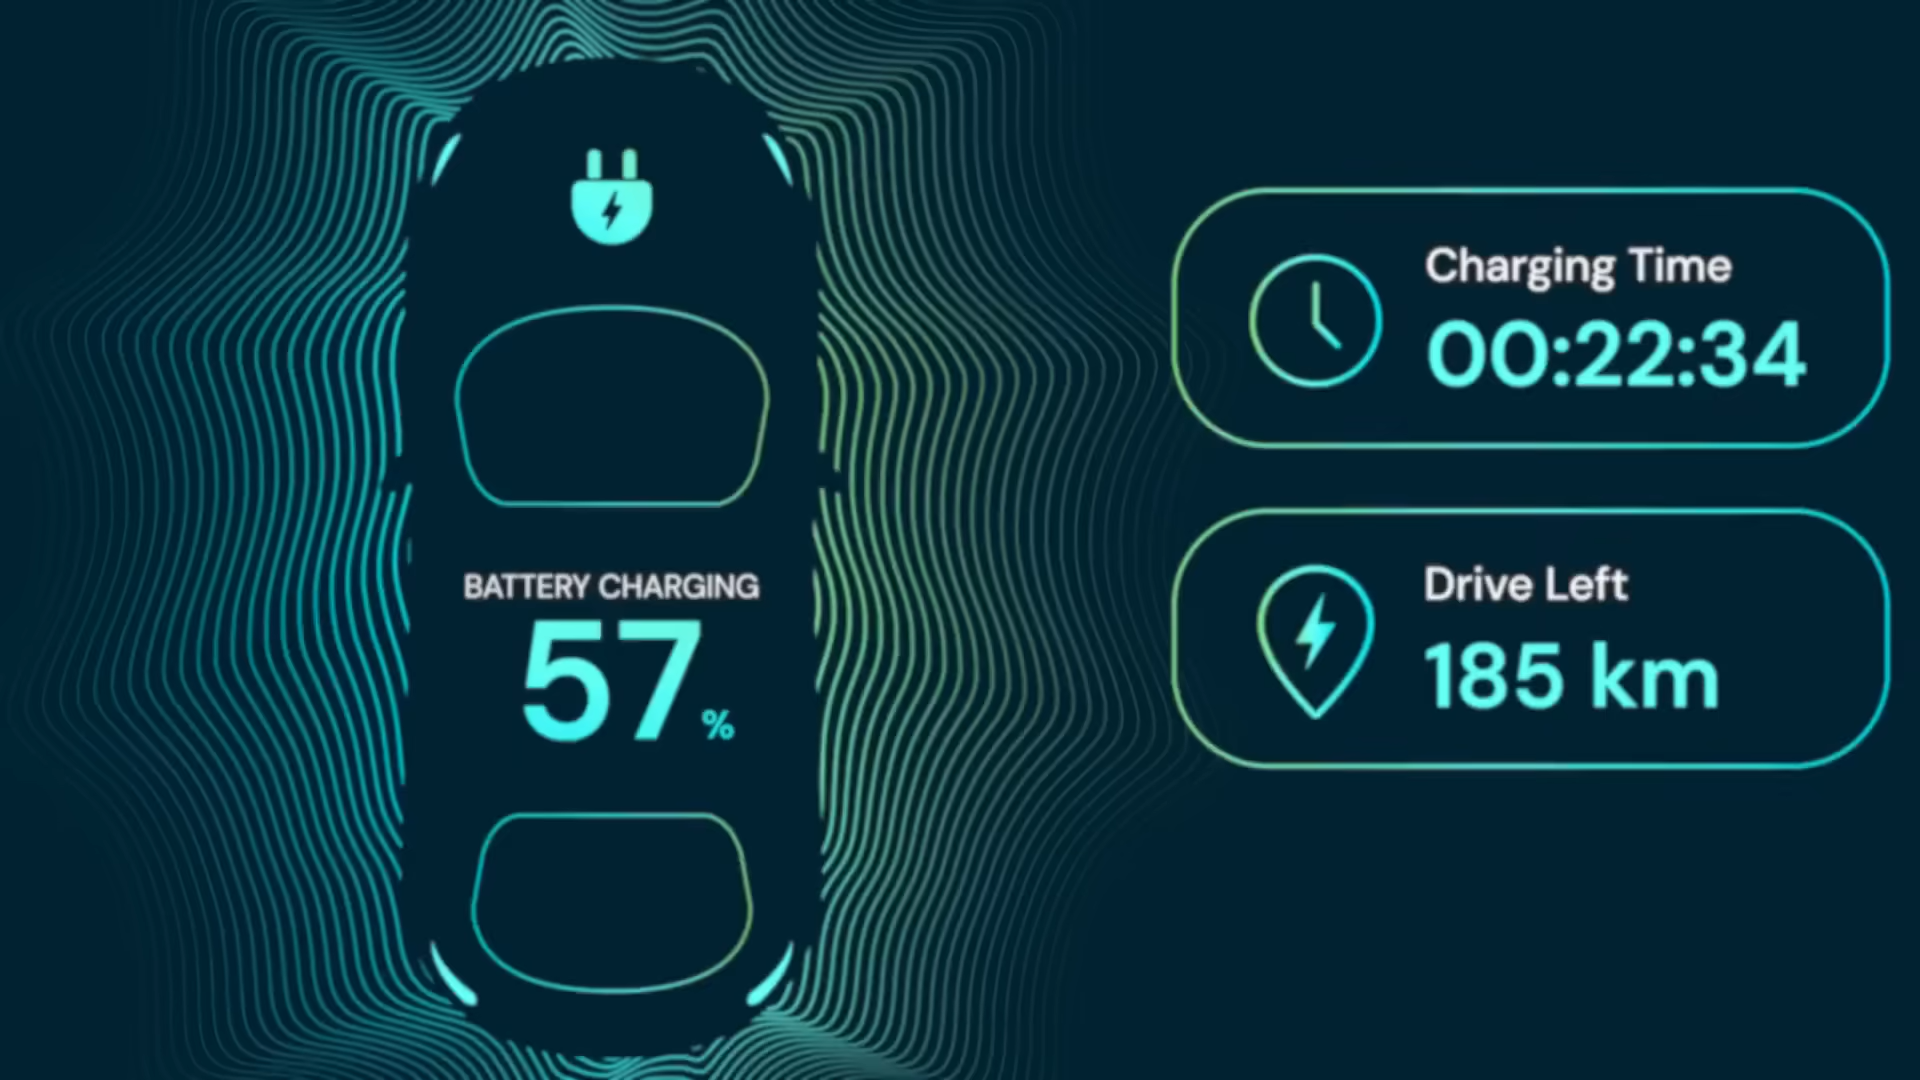 BATTERY CHARGING
57%
Charging Time
00:22:34
Drive Left
185 km